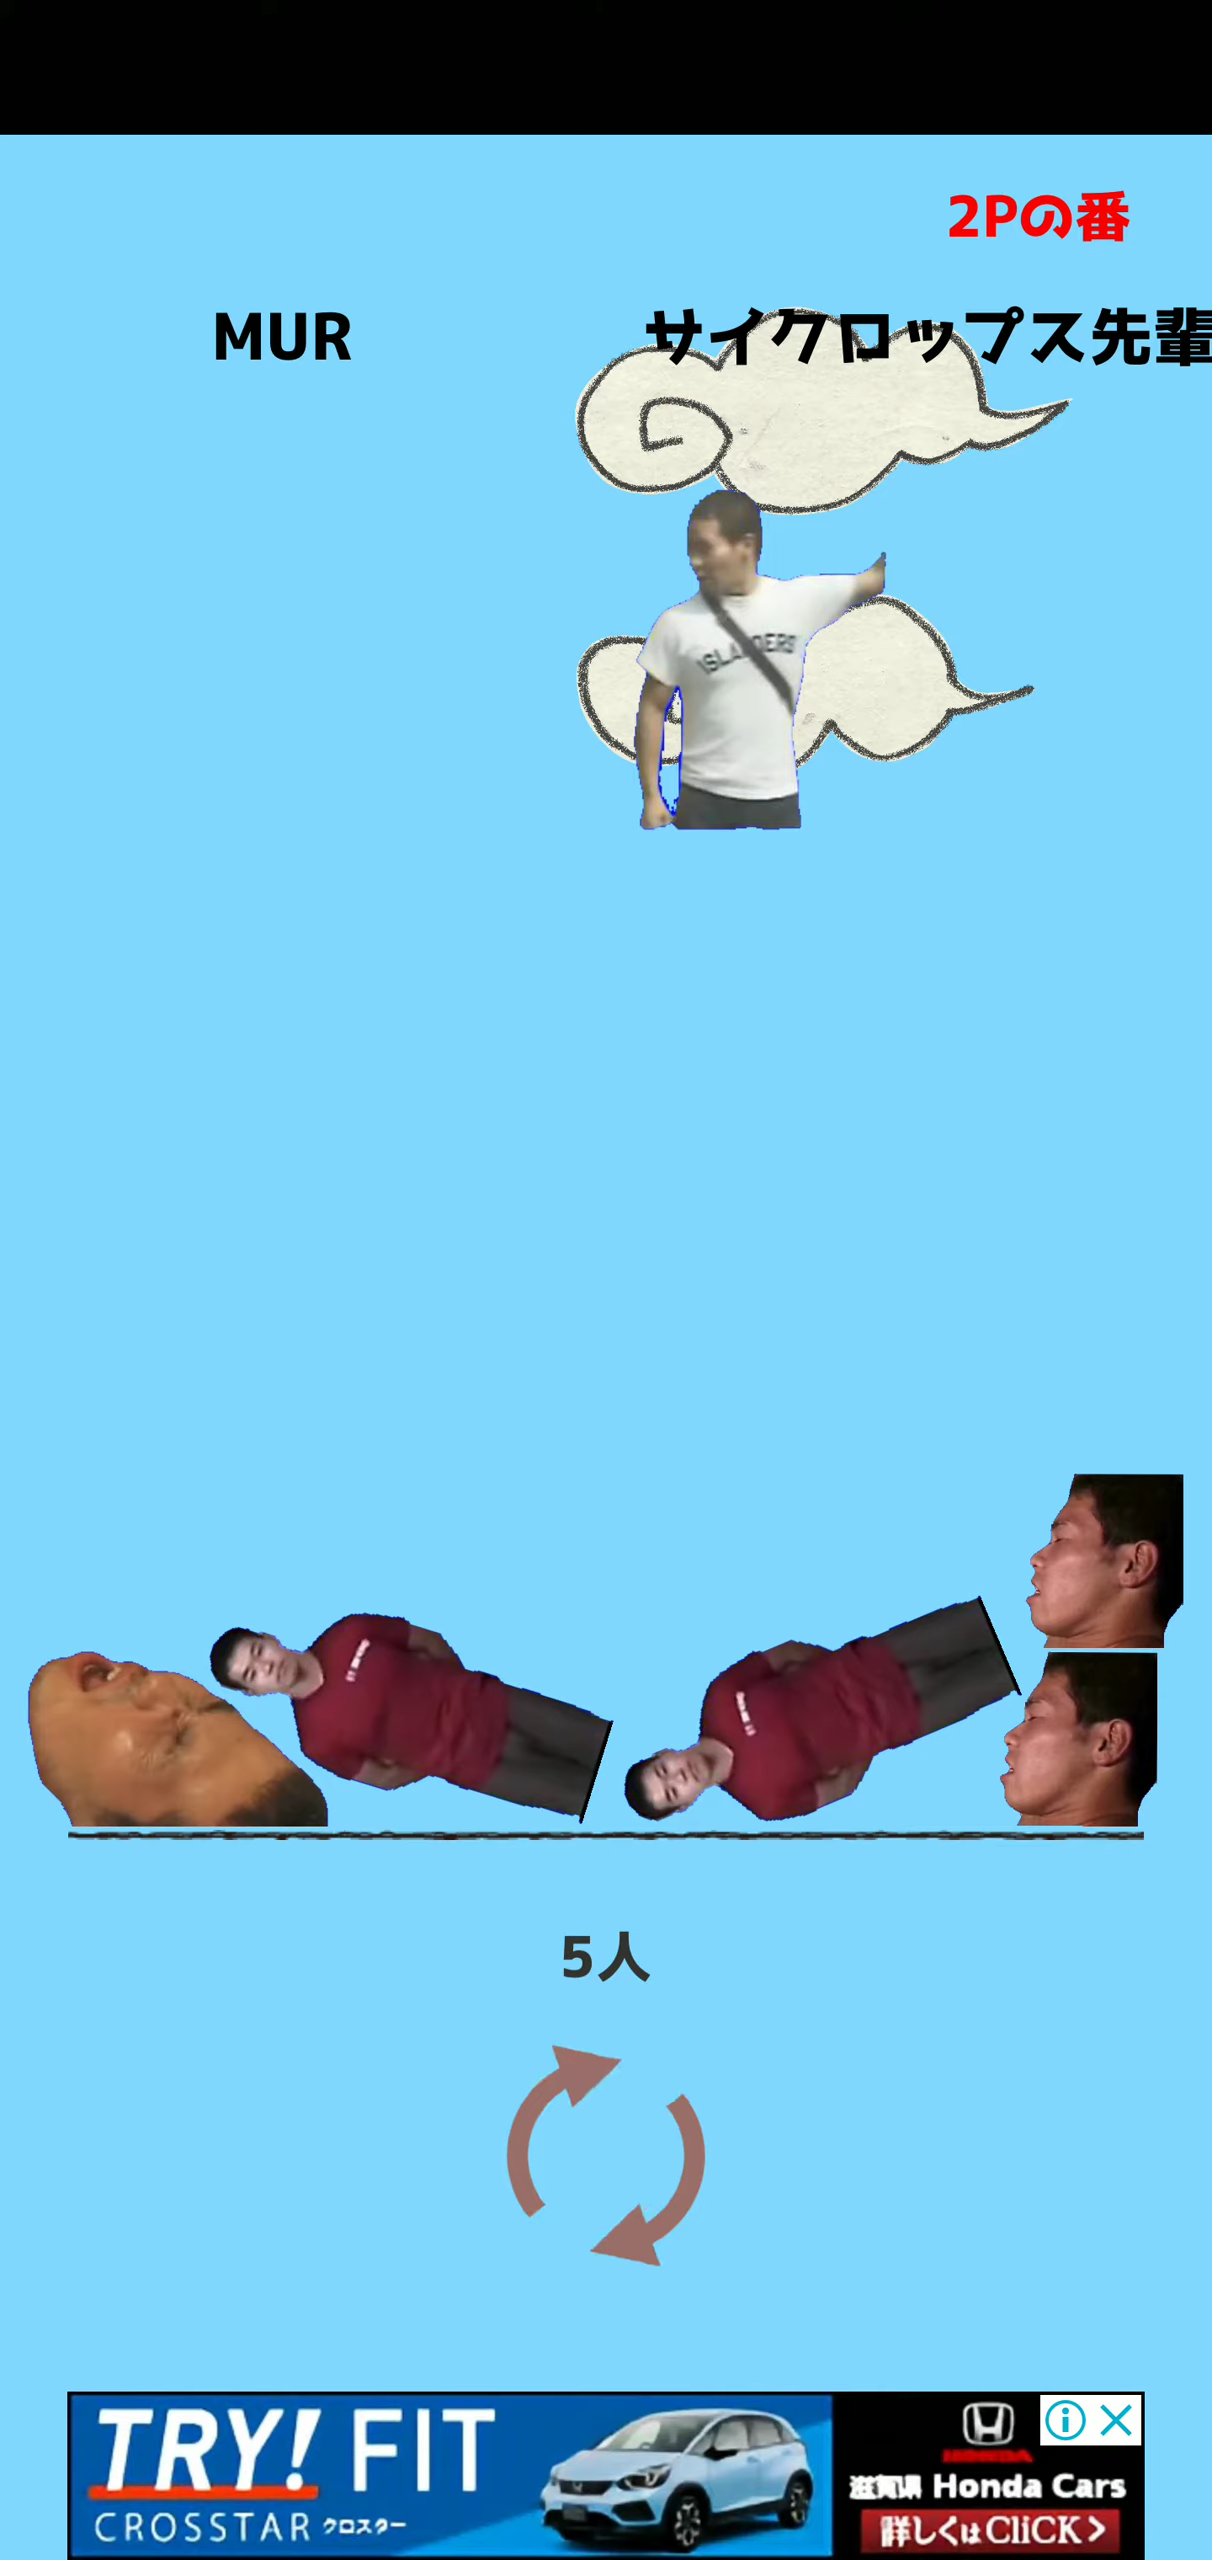 2Pの番
MUR
サイクロップス先輩
ISLANDERS
5人
TRY! FIT
CROSSTAR クロスター
HONDA
滋賀県 Honda Cars
詳しくはCliCK >